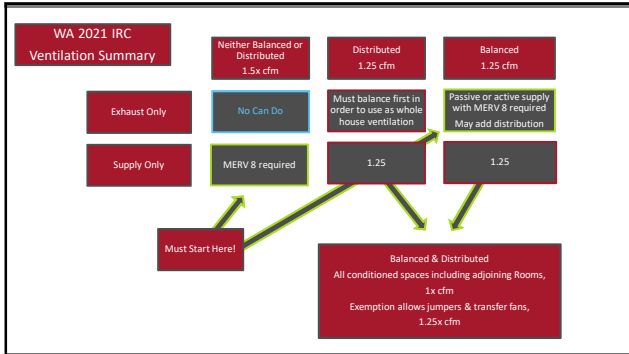 WA 2021 IRC
Ventilation Summary
Neither Balanced or
Distributed
1.5x cfm
Distributed
1.25 cfm
Balanced
1.25 cfm
Exhaust Only
No Can Do
Must balance first in
order to use as whole
house ventilation
Passive or active supply
with MERV 8 required
May add distribution
Supply Only
MERV 8 required
1.25
1.25
Must Start Here!
Balanced & Distributed
All conditioned spaces including adjoining Rooms,
1x cfm
Exemption allows jumpers & transfer fans,
1.25x cfm